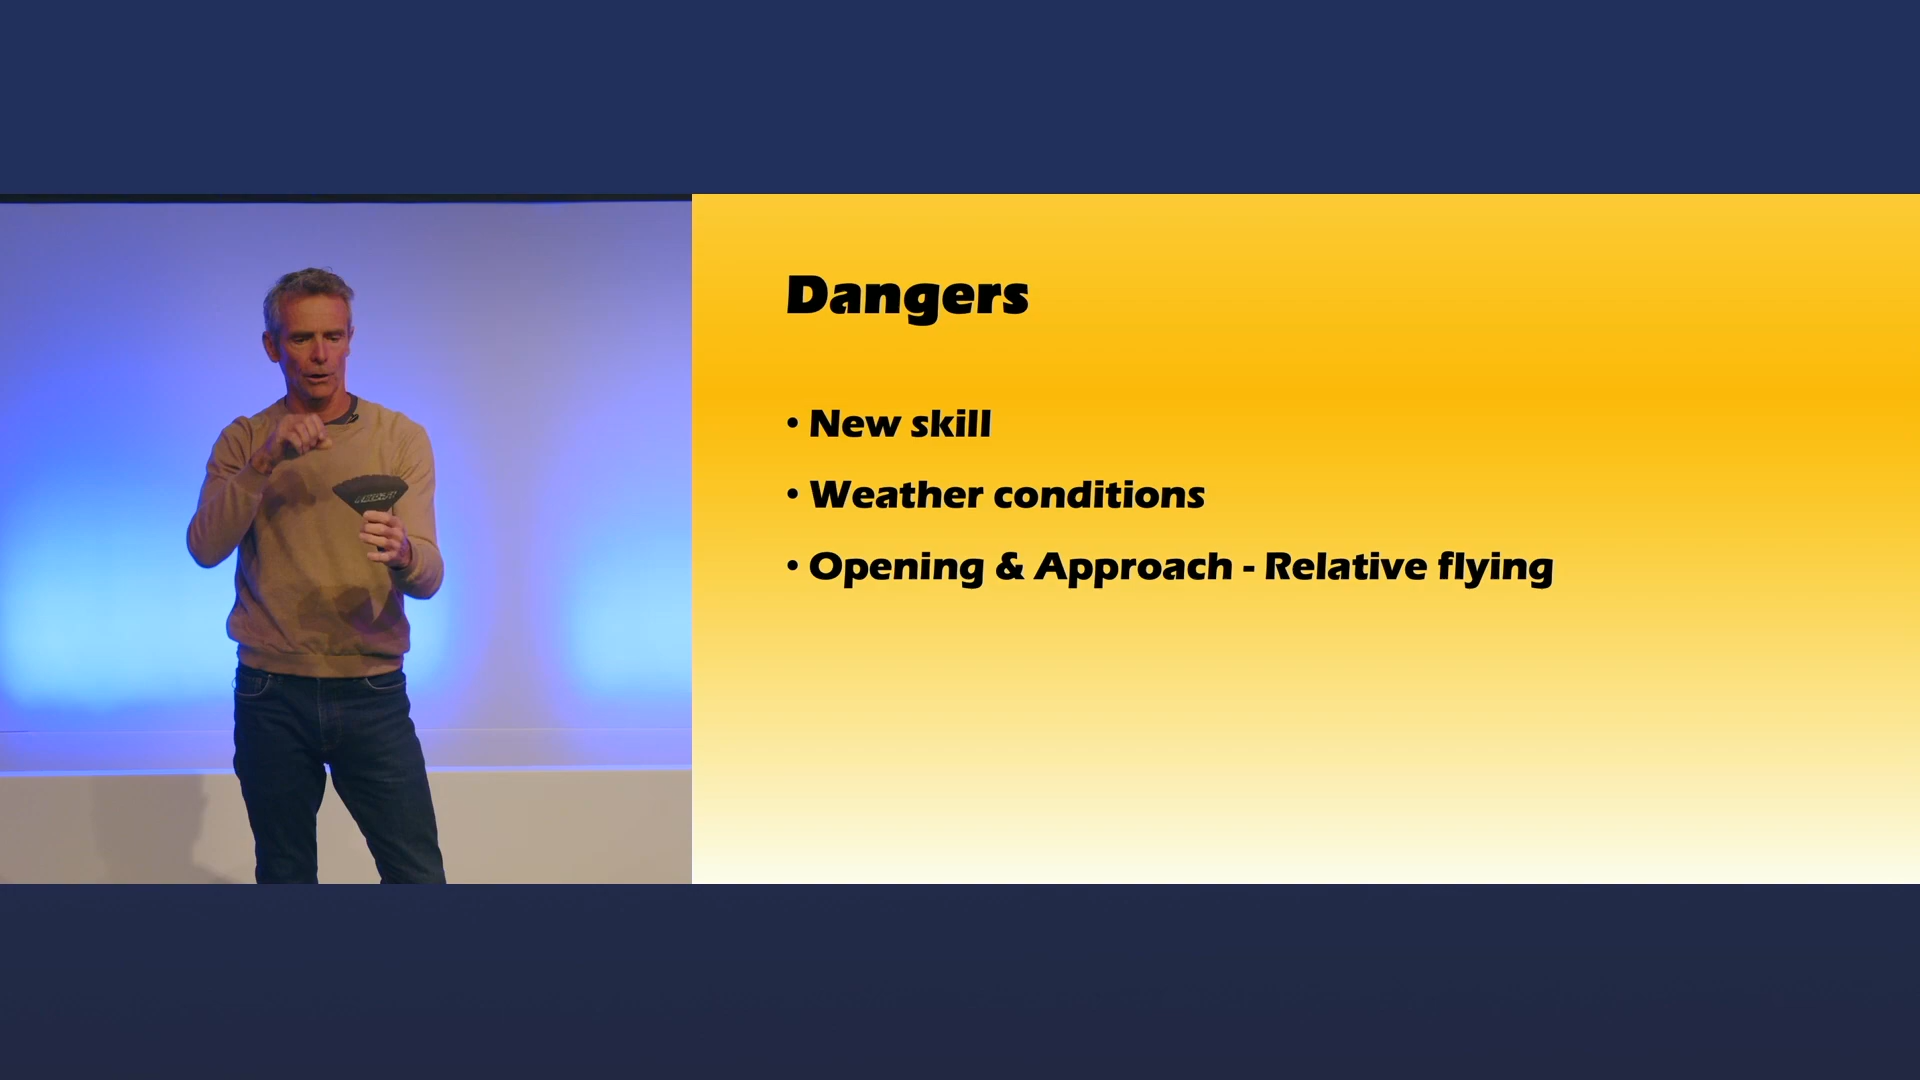 Dangers
• New skill
• Weather conditions
• Opening & Approach - Relative flying